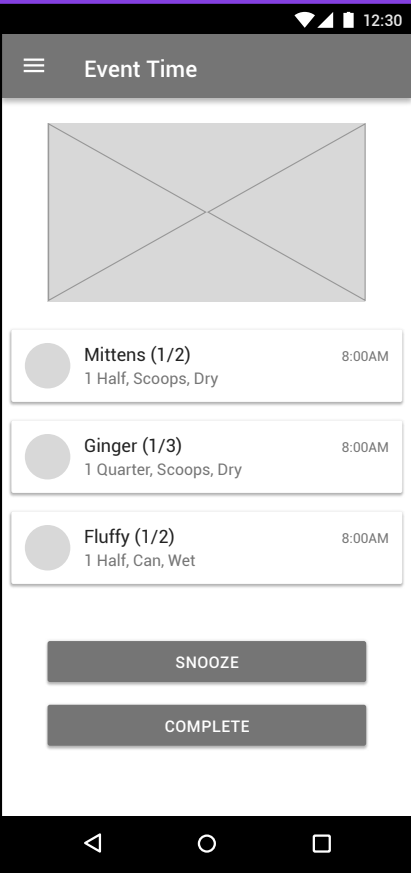 12:30
Event Time
Mittens (1/2)
8:00AM
1 Half, Scoops, Dry
Ginger (1/3)
8:00AM
1 Quarter, Scoops, Dry
Fluffy (1/2)
8:00AM
1 Half, Can, Wet
SNOOZE
COMPLETE